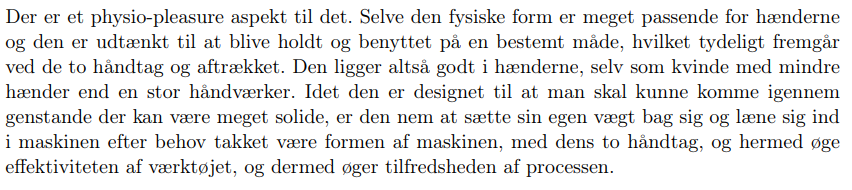 Der er et physio-pleasure aspekt til det. Selve den fysiske form er meget passende for hænderne
og den er udtænkt til at blive holdt og benyttet på en bestemt måde, hvilket tydeligt fremgår
ved de to håndtag og aftrækket. Den ligger altså godt i hænderne, selv som kvinde med mindre
hænder end en stor håndværker. Idet den er designet til at man skal kunne komme igennem
genstande der kan være meget solide, er den nem at sætte sin egen vægt bag sig og læne sig ind
i maskinen efter behov takket være formen af maskinen, med dens to håndtag, og hermed øge
effektiviteten af værktøjet, og dermed øger tilfredsheden af processen.